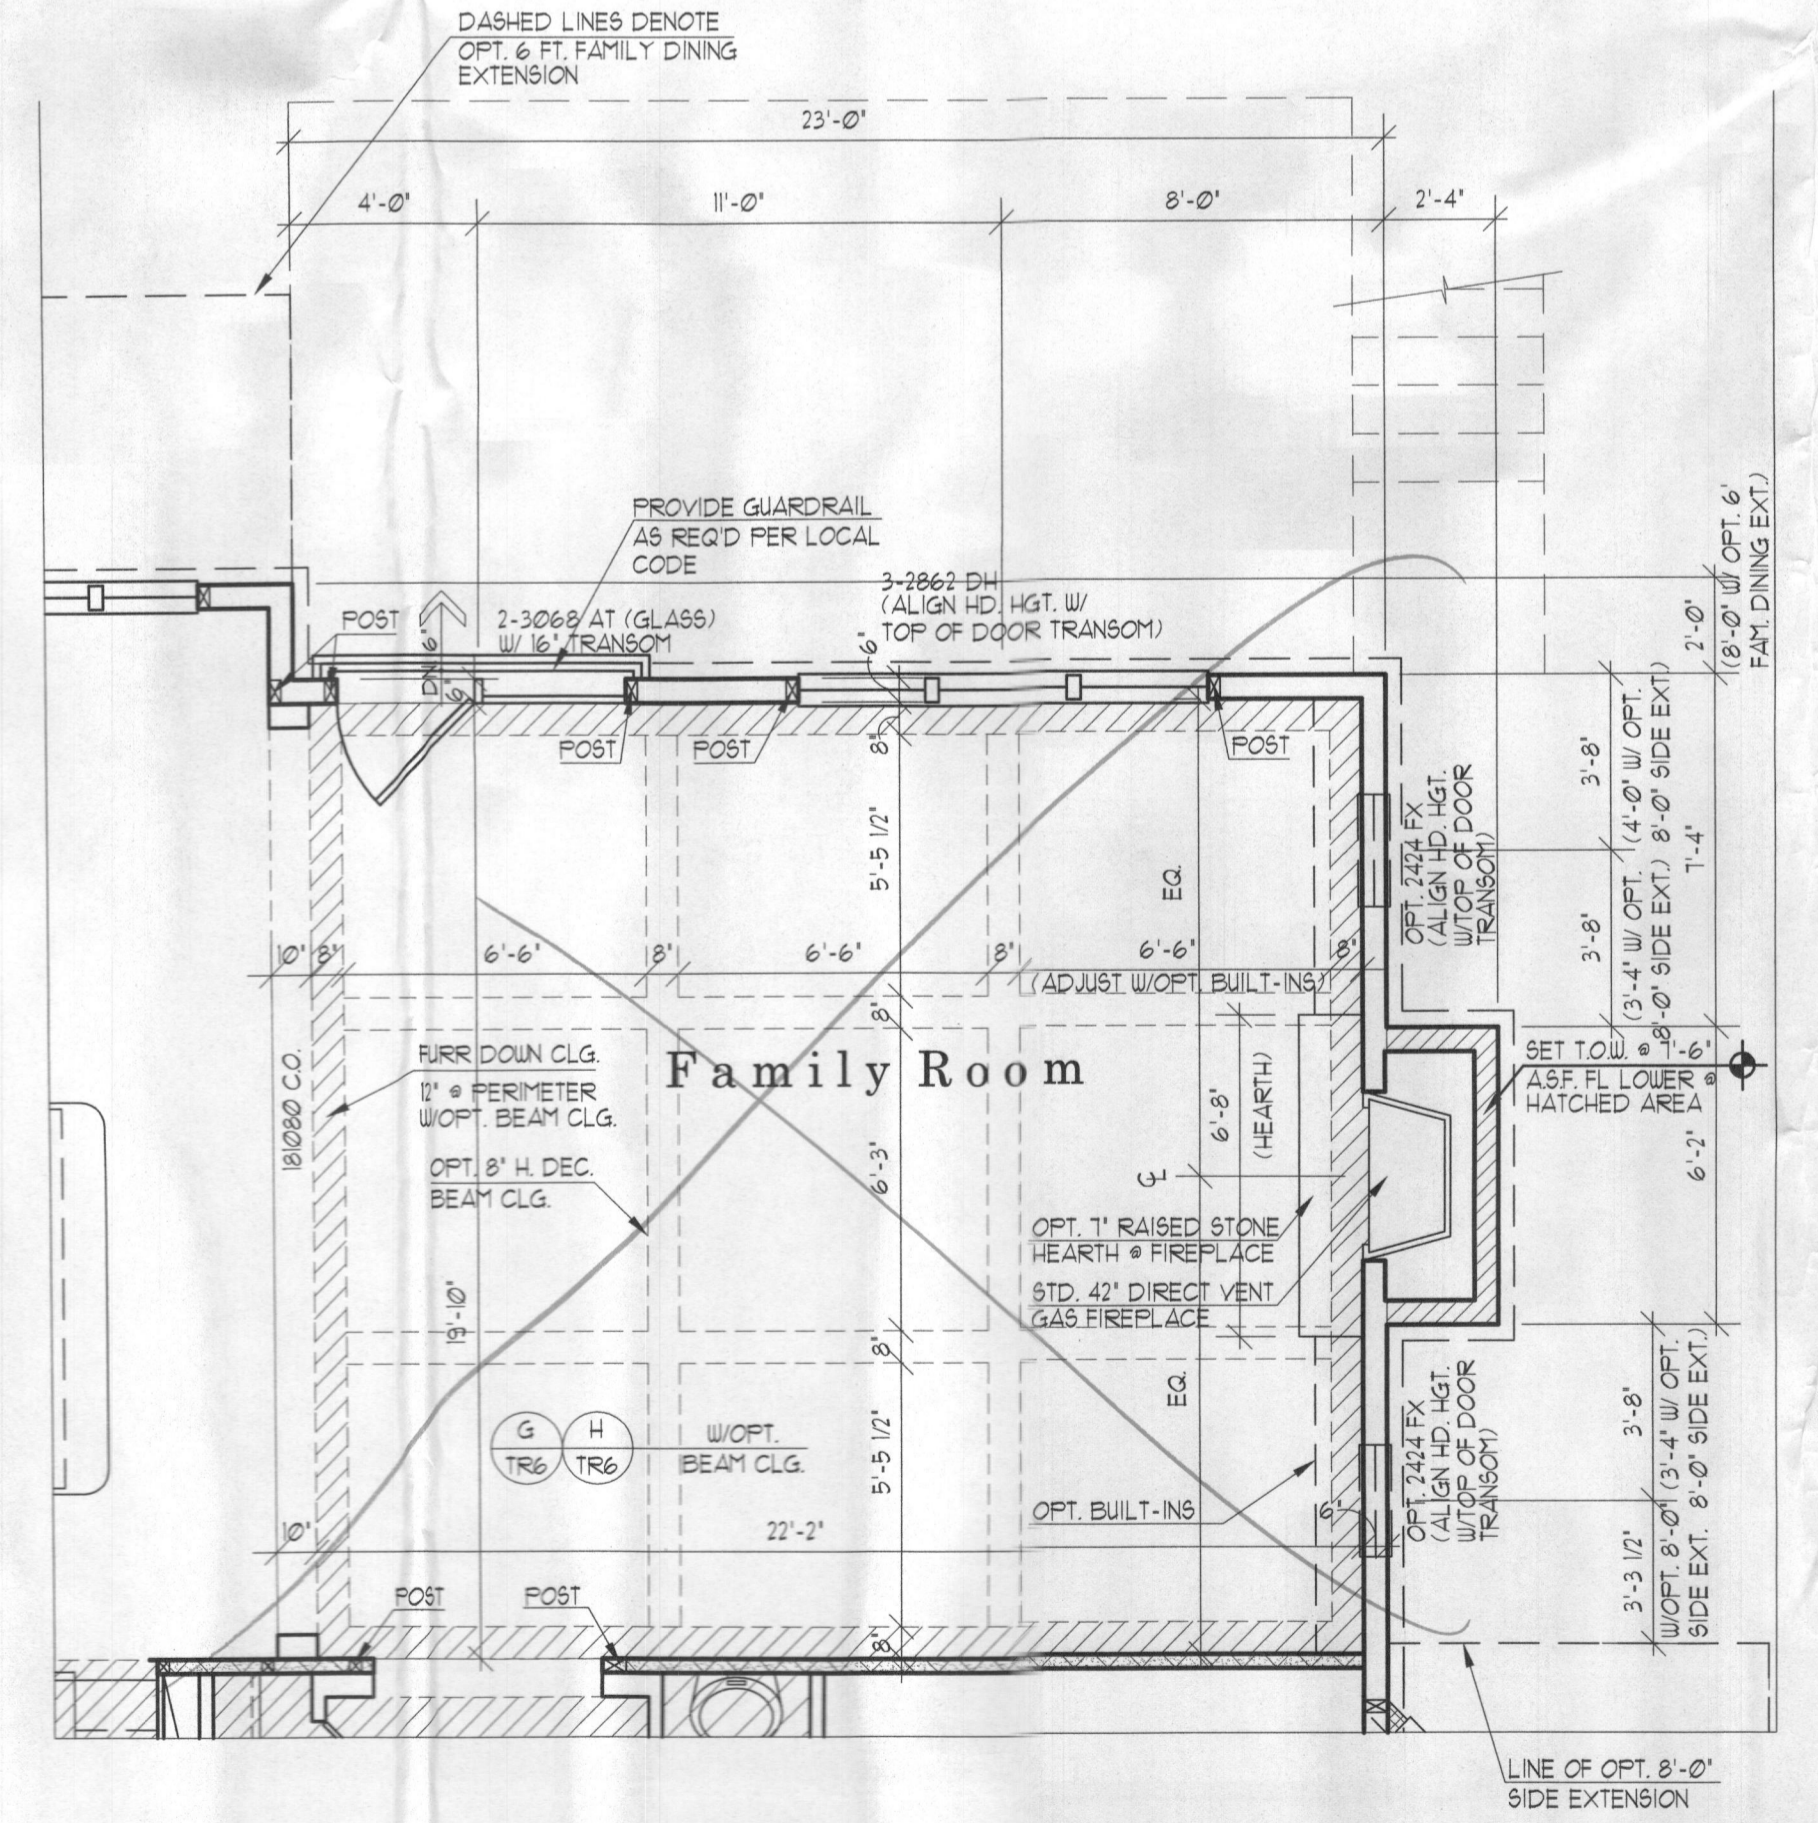 DASHED LINES DENOTE
OPT. 6 FT. FAMILY DINING
EXTENSION
23'-0"
4'-0"
11'-0"
8'-0"
2'-4"
PROVIDE GUARDRAIL
AS REQ'D PER LOCAL
CODE
3-2862 DH
(ALIGN HD. HGT. W/
TOP OF DOOR TRANSOM)
POST
2-3068 AT (GLASS)
W/ 16" TRANSOM
DN 6"
6"
6"
POST
POST
POST
8"
2'-0"
(8'-0" W/ OPT. 6'
FAM. DINING EXT.)
3'-8"
(4'-0" W/ OPT.
8'-0" SIDE EXT.)
7'-4"
3'-8"
(3'-4" W/ OPT.
8'-0" SIDE EXT.)
OPT. 2424 FX
(ALIGN HD. HGT.
W/TOP OF DOOR
TRANSOM)
5'-5 1/2"
EQ.
10"
8"
6'-6"
8"
6'-6"
8"
6'-6"
8"
(ADJUST W/OPT. BUILT-INS)
8"
181080 C.O.
FURR DOWN CLG.
12" @ PERIMETER
W/OPT. BEAM CLG.
Family Room
6'-8"
(HEARTH)
SET T.O.W. @ 7'-6"
A.S.F. FL LOWER @
HATCHED AREA
OPT. 8" H. DEC.
BEAM CLG.
6'-3"
℄
6'-2"
OPT. 7" RAISED STONE
HEARTH @ FIREPLACE
STD. 42" DIRECT VENT
GAS FIREPLACE
19'-10"
8"
EQ.
G
TR6
H
TR6
W/OPT.
BEAM CLG.
5'-5 1/2"
OPT. BUILT-INS
6"
OPT. 2424 FX
(ALIGN HD. HGT.
W/TOP OF DOOR
TRANSOM)
3'-8"
(3'-4" W/ OPT.
SIDE EXT. 8'-0" SIDE EXT.)
3'-3 1/2"
W/OPT. 8'-0"
10"
22'-2"
POST
POST
8"
LINE OF OPT. 8'-0"
SIDE EXTENSION